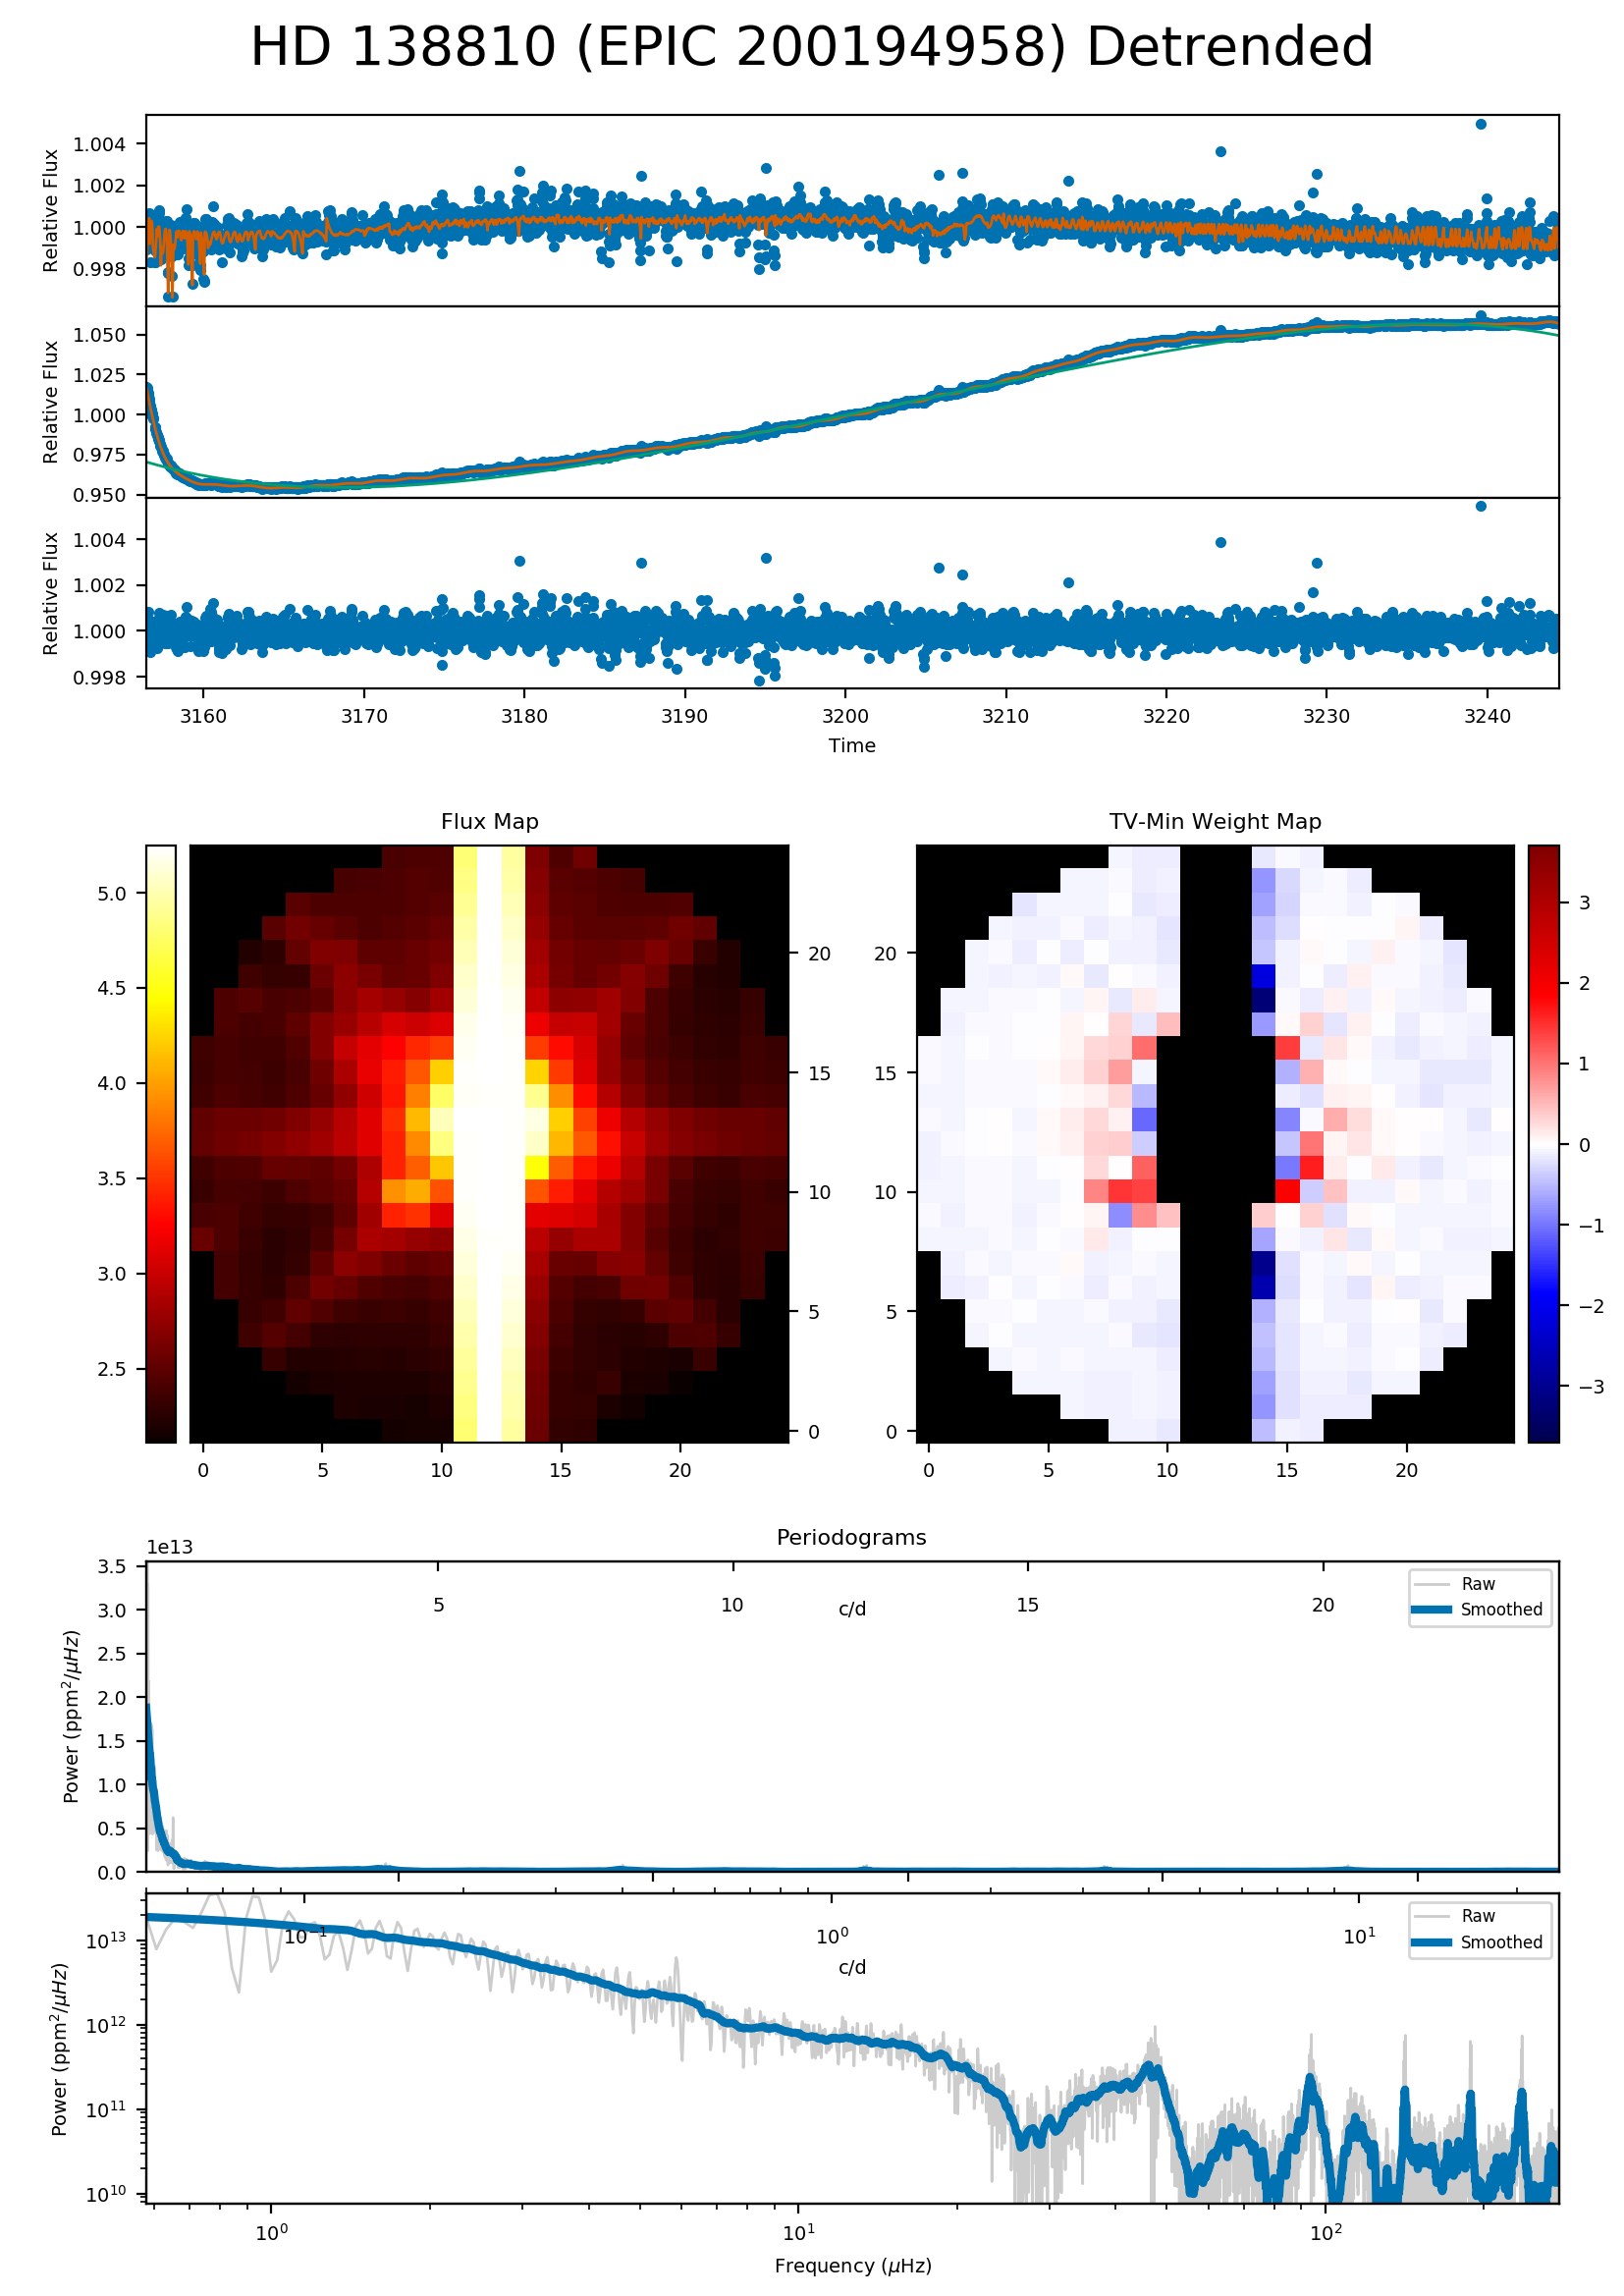 HD 138810 (EPIC 200194958) Detrended
1.004
1.002
1.000
0.998
Relative Flux
1.050
1.025
1.000
0.975
0.950
Relative Flux
1.004
1.002
1.000
0.998
Relative Flux
3160 3170 3180 3190 3200 3210 3220 3230 3240
Time
Flux Map
5.0
4.5
4.0
3.5
3.0
2.5
20
15
10
5
0
0 5 10 15 20
TV-Min Weight Map
20
15
10
5
0
0 5 10 15 20
3
2
1
0
−1
−2
−3
Periodograms
1e13
3.5
3.0
2.5
2.0
1.5
1.0
0.5
0.0
Power (ppm²/μHz)
5 10 15 20
c/d
Raw
Smoothed
10¹³
10¹²
10¹¹
10¹⁰
Power (ppm²/μHz)
10⁻¹ 10⁰ 10¹
c/d
Raw
Smoothed
10⁰ 10¹ 10²
Frequency (μHz)